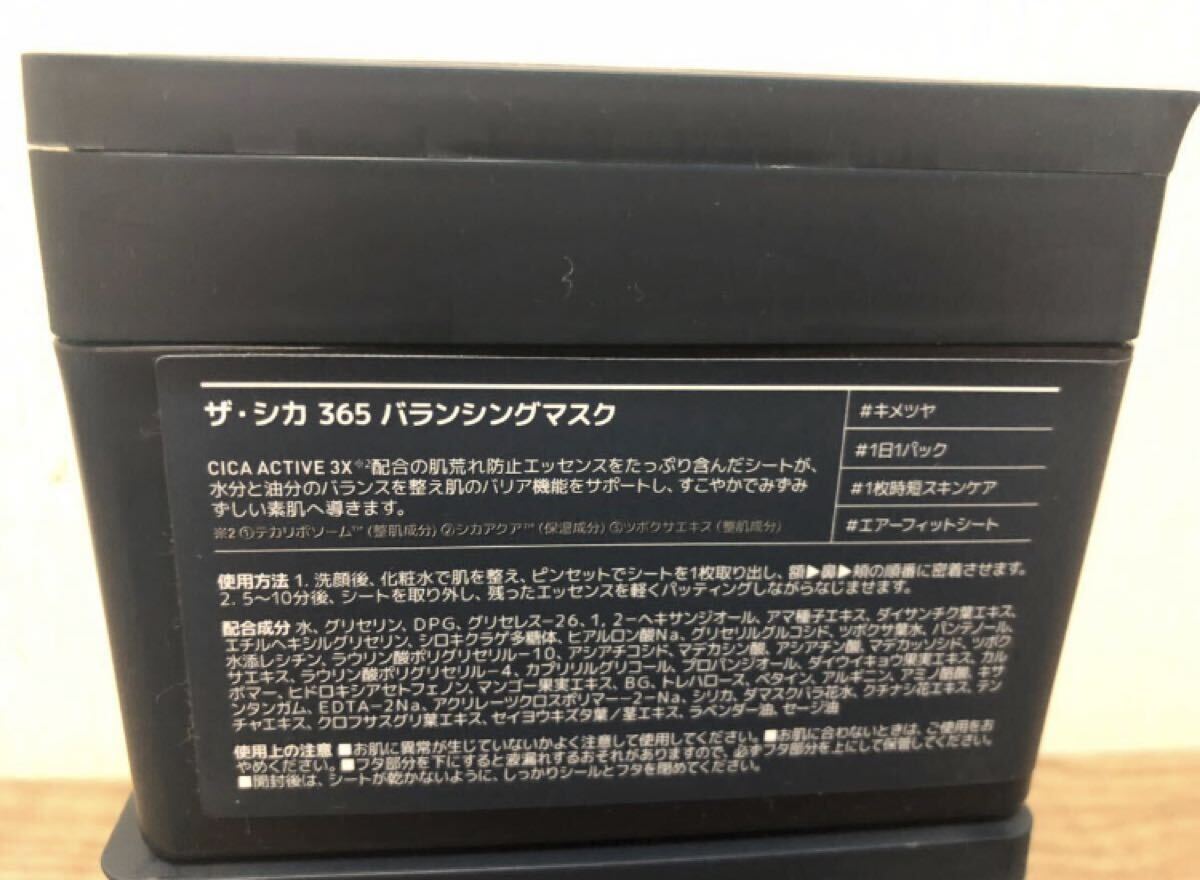 ザ・シカ 365 バランシングマスク
CICA ACTIVE 3X※2配合の肌荒れ防止エッセンスをたっぷり含んだシートが、
水分と油分のバランスを整え肌のバリア機能をサポートし、すこやかでみずみ
ずしい素肌へ導きます。
※2 ①テカリポソーム™ (整肌成分) ②シカアクア™ (保湿成分) ③ツボクサエキス (整肌成分)
#キメツヤ
#1日1パック
#1枚時短スキンケア
#エアーフィットシート
使用方法 1. 洗顔後、化粧水で肌を整え、ピンセットでシートを1枚取り出し、額▶鼻▶頬の順番に密着させます。
2. 5〜10分後、シートを取り外し、残ったエッセンスを軽くパッティングしながらなじませます。
配合成分 水、グリセリン、DPG、グリセレス-26、1，2-ヘキサンジオール、アマ種子エキス、ダイサンチク葉エキス、
エチルヘキシルグリセリン、シロキクラゲ多糖体、ヒアルロン酸Na、グリセリルグルコシド、ツボクサ葉水、パンテノール、
水添レシチン、ラウリン酸ポリグリセリル-10、アシアチコシド、マデカシン酸、アシアチン酸、マデカッソシド、ツボク
サエキス、ラウリン酸ポリグリセリル-4、カプリリルグリコール、プロパンジオール、ダイウイキョウ果実エキス、カル
ボマー、ヒドロキシアセトフェノン、マンゴー果実エキス、BG、トレハロース、ベタイン、アルギニン、アミノ酪酸、キサ
ンタンガム、EDTA-2Na、アクリレーツクロスポリマー-2-Na、シリカ、ダマスクバラ花水、クチナシ花エキス、テン
チャエキス、クロフサスグリ葉エキス、セイヨウキズタ葉／茎エキス、ラベンダー油、セージ油
使用上の注意 ■お肌に異常が生じていないかよく注意して使用してください。■お肌に合わないときは、ご使用をお
やめください。■フタ部分を下にすると液漏れするおそれがありますので、必ずフタ部分を上にして保管してください。
■開封後は、シートが乾かないように、しっかりシールとフタを閉めてください。